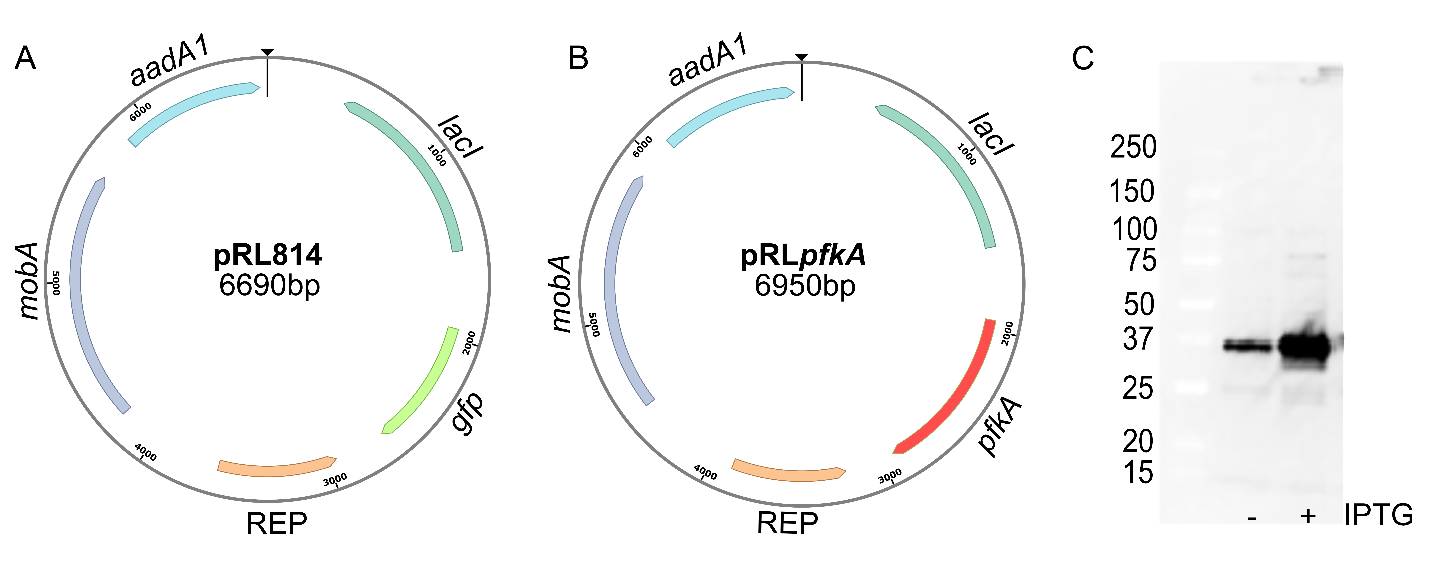 A
aadA1
6000
lacI
1000
pRL814
6690bp
mobA
5000
2000
gfp
4000
3000
REP
B
aadA1
6000
lacI
1000
pRLpfkA
6950bp
mobA
5000
2000
pfkA
4000
3000
REP
C
250
150
100
75
50
37
25
20
15
- + IPTG